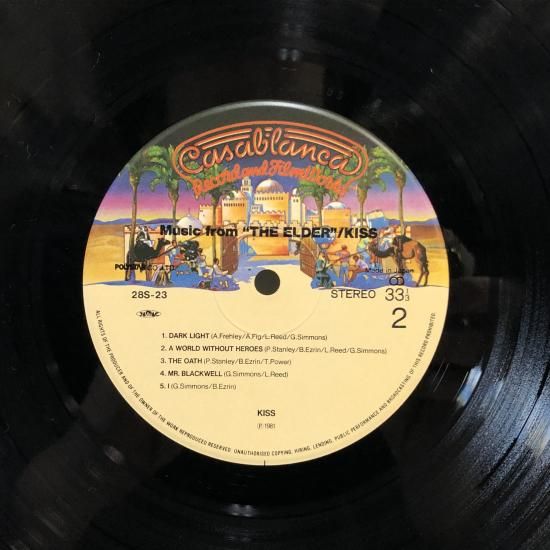 Casablanca
Record and FilmWorks
Music from "THE ELDER"/KISS
Made in Japan
28S-23
STEREO 33 1/3
2
1. DARK LIGHT (A.Frehley/A.Fig/L.Reed/G.Simmons)
2. A WORLD WITHOUT HEROES (P.Stanley/B.Ezrin/L.Reed/G.Simmons)
3. THE OATH (P.Stanley/B.Ezrin/T.Power)
4. MR. BLACKWELL (G.Simmons/L.Reed)
5. I (G.Simmons/B.Ezrin)
KISS
Ⓟ 1981
ALL RIGHTS OF THE PRODUCER AND OF THE OWNER OF THE WORK REPRODUCED RESERVED. UNAUTHORISED COPYING, HIRING, LENDING, PUBLIC PERFORMANCE AND BROADCASTING OF THIS RECORD PROHIBITED.